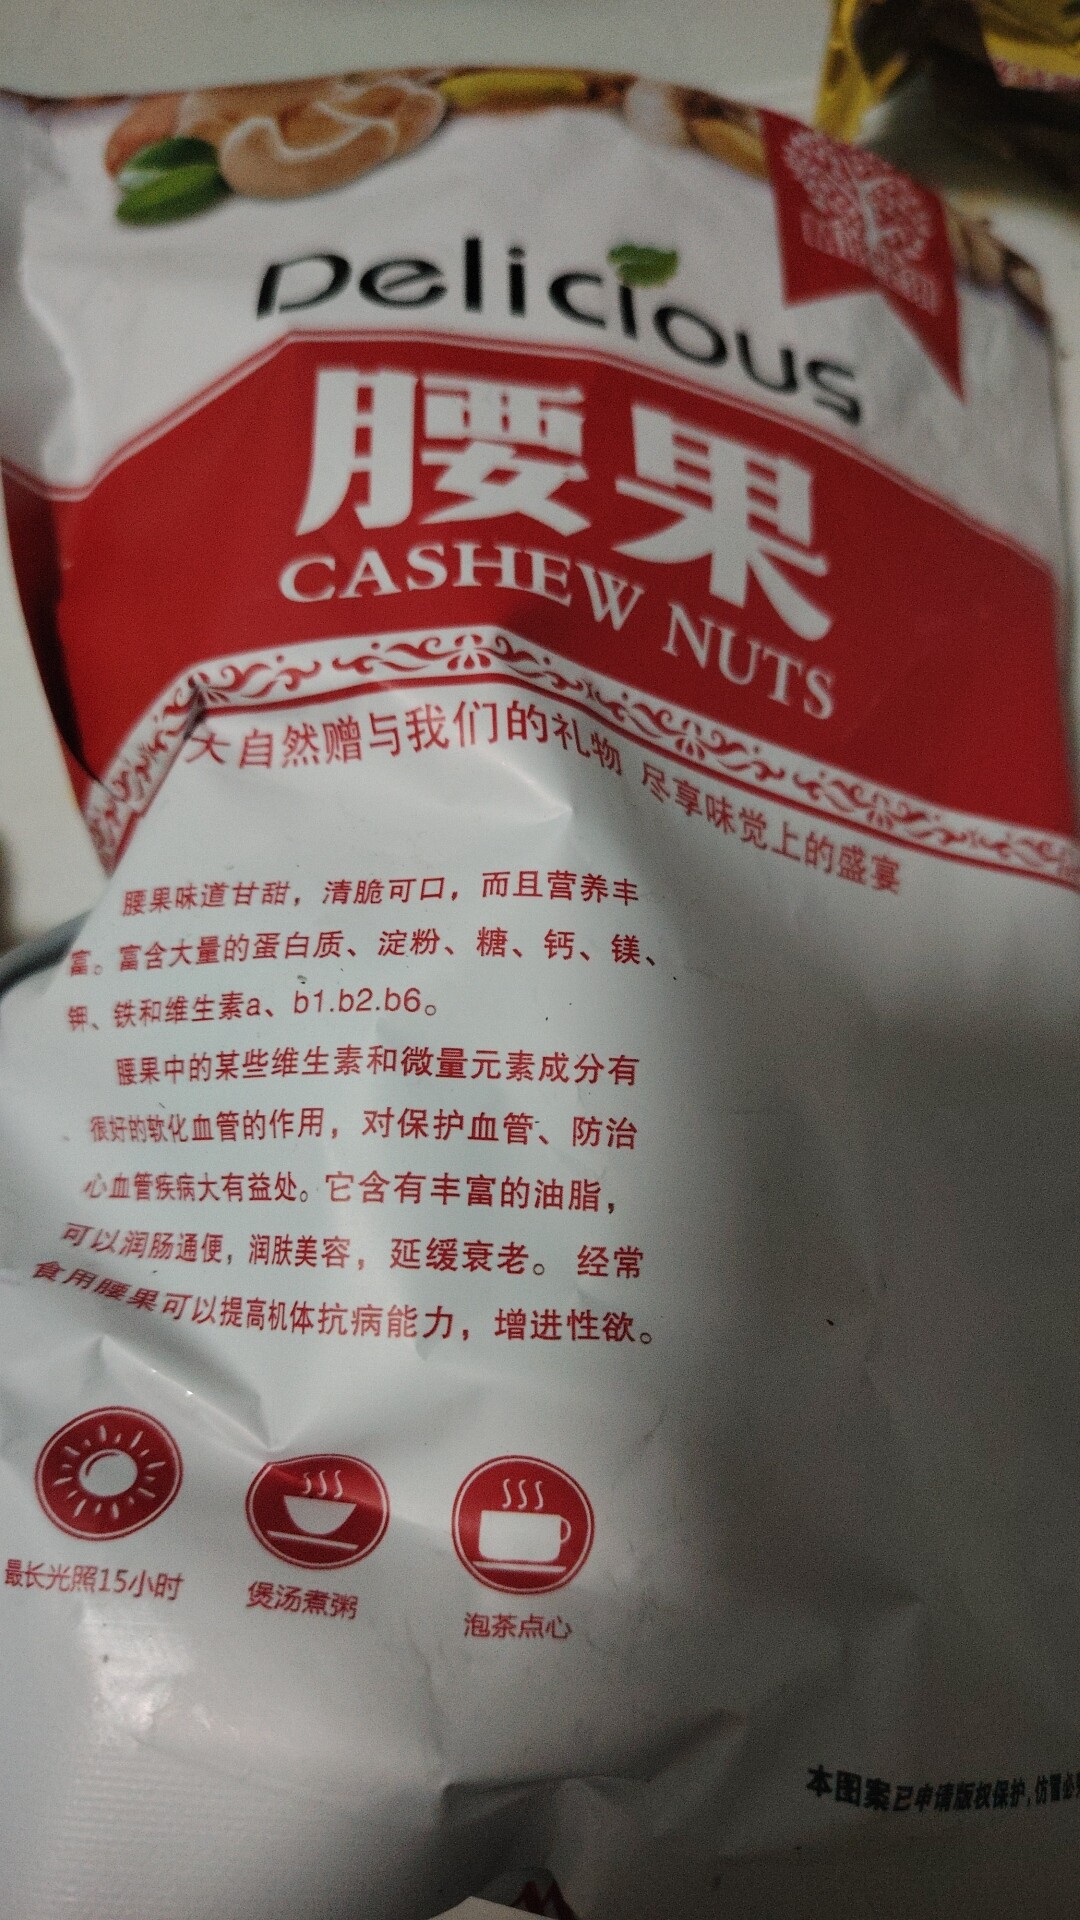 Delicious
腰果
CASHEW NUTS
大自然赠与我们的礼物 尽享味觉上的盛宴
腰果味道甘甜，清脆可口，而且营养丰
富。富含大量的蛋白质、淀粉、糖、钙、镁、
钾、铁和维生素a、b1.b2.b6。
腰果中的某些维生素和微量元素成分有
很好的软化血管的作用，对保护血管、防治
心血管疾病大有益处。它含有丰富的油脂，
可以润肠通便，润肤美容，延缓衰老。经常
食用腰果可以提高机体抗病能力，增进性欲。
最长光照15小时
煲汤煮粥
泡茶点心
本图案已申请版权保护,仿冒必